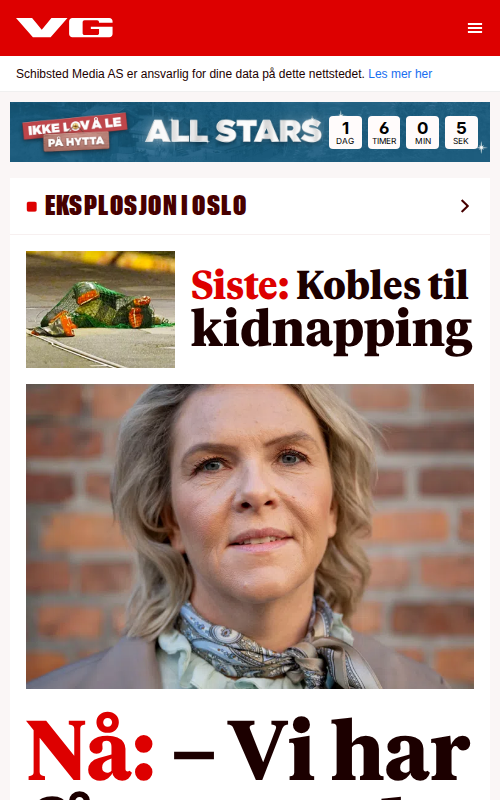 VG
Schibsted Media AS er ansvarlig for dine data på dette nettstedet. Les mer her
IKKE LOV Å LE
PÅ HYTTA
ALL STARS
1 6 0 5
DAG TIMER MIN SEK
EKSPLOSJON I OSLO
Siste: Kobles til
kidnapping
Nå: – Vi har